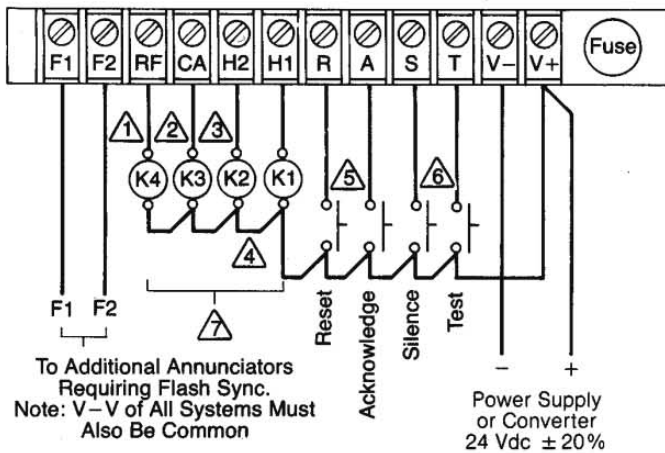 F1 F2 RF CA H2 H1 R A S T V- V+ Fuse
1 2 3
K4 K3 K2 K1 5 6
4
F1 F2 7
Reset
Acknowledge
Silence
Test
- +
To Additional Annunciators
Requiring Flash Sync.
Note: V-V of All Systems Must
Also Be Common
Power Supply
or Converter
24 Vdc ±20%